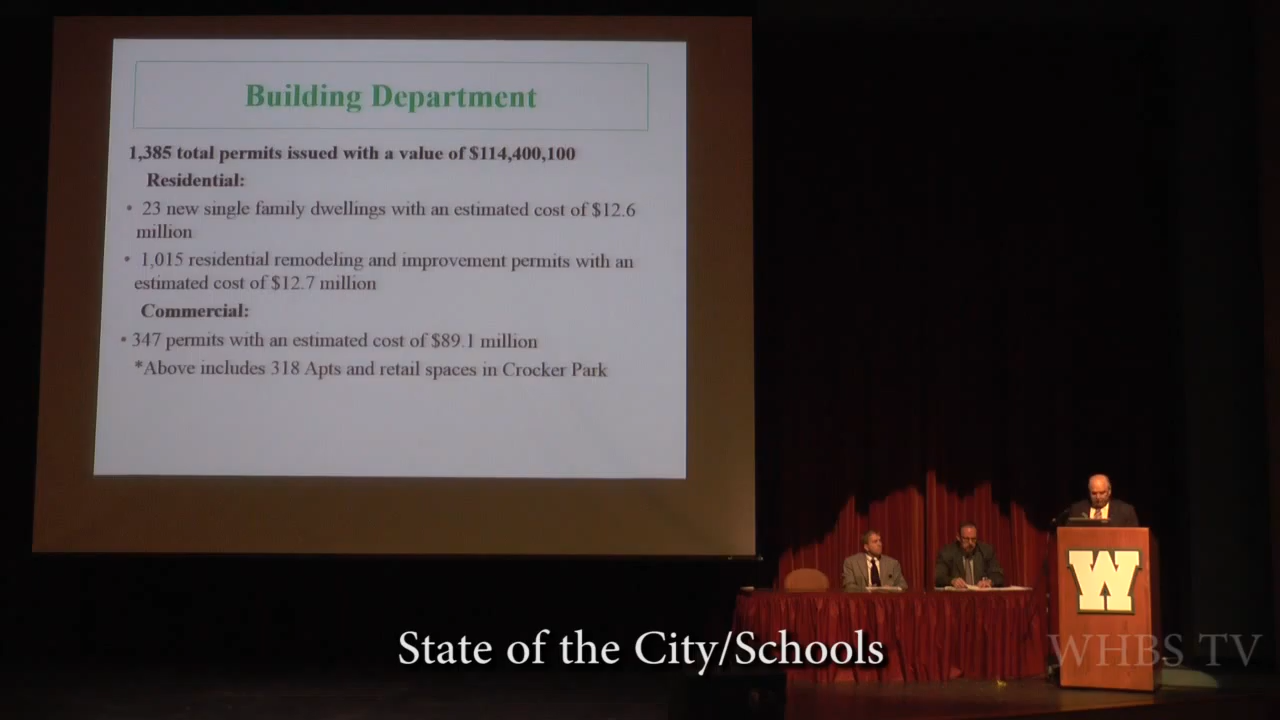 Building Department
1,385 total permits issued with a value of $114,400,100
Residential:
• 23 new single family dwellings with an estimated cost of $12.6
million
• 1,015 residential remodeling and improvement permits with an
estimated cost of $12.7 million
Commercial:
• 347 permits with an estimated cost of $89.1 million
*Above includes 318 Apts and retail spaces in Crocker Park
W
State of the City/Schools
WHBS TV